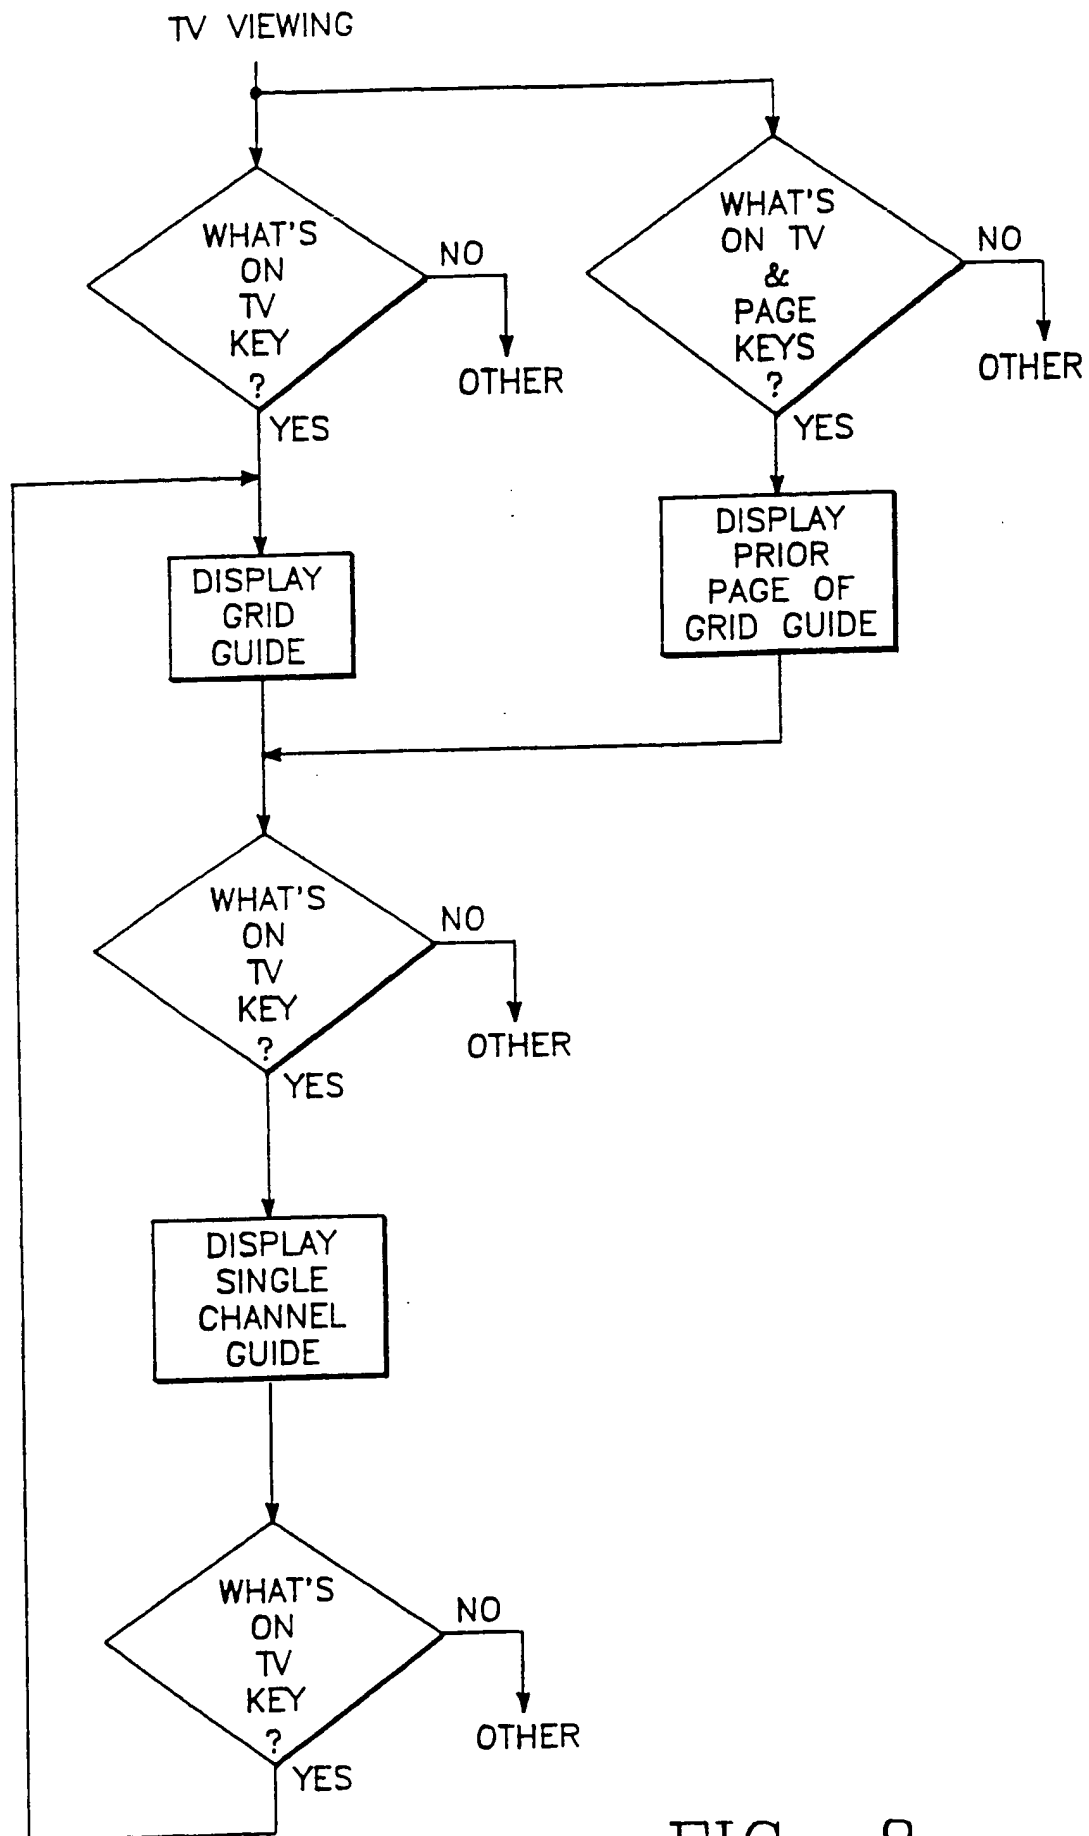 TV VIEWING
WHAT'S
ON
TV
KEY
?
NO
OTHER
YES
WHAT'S
ON TV
&
PAGE
KEYS
?
NO
OTHER
YES
DISPLAY
GRID
GUIDE
DISPLAY
PRIOR
PAGE OF
GRID GUIDE
WHAT'S
ON
TV
KEY
?
NO
OTHER
YES
DISPLAY
SINGLE
CHANNEL
GUIDE
WHAT'S
ON
TV
KEY
?
NO
OTHER
YES